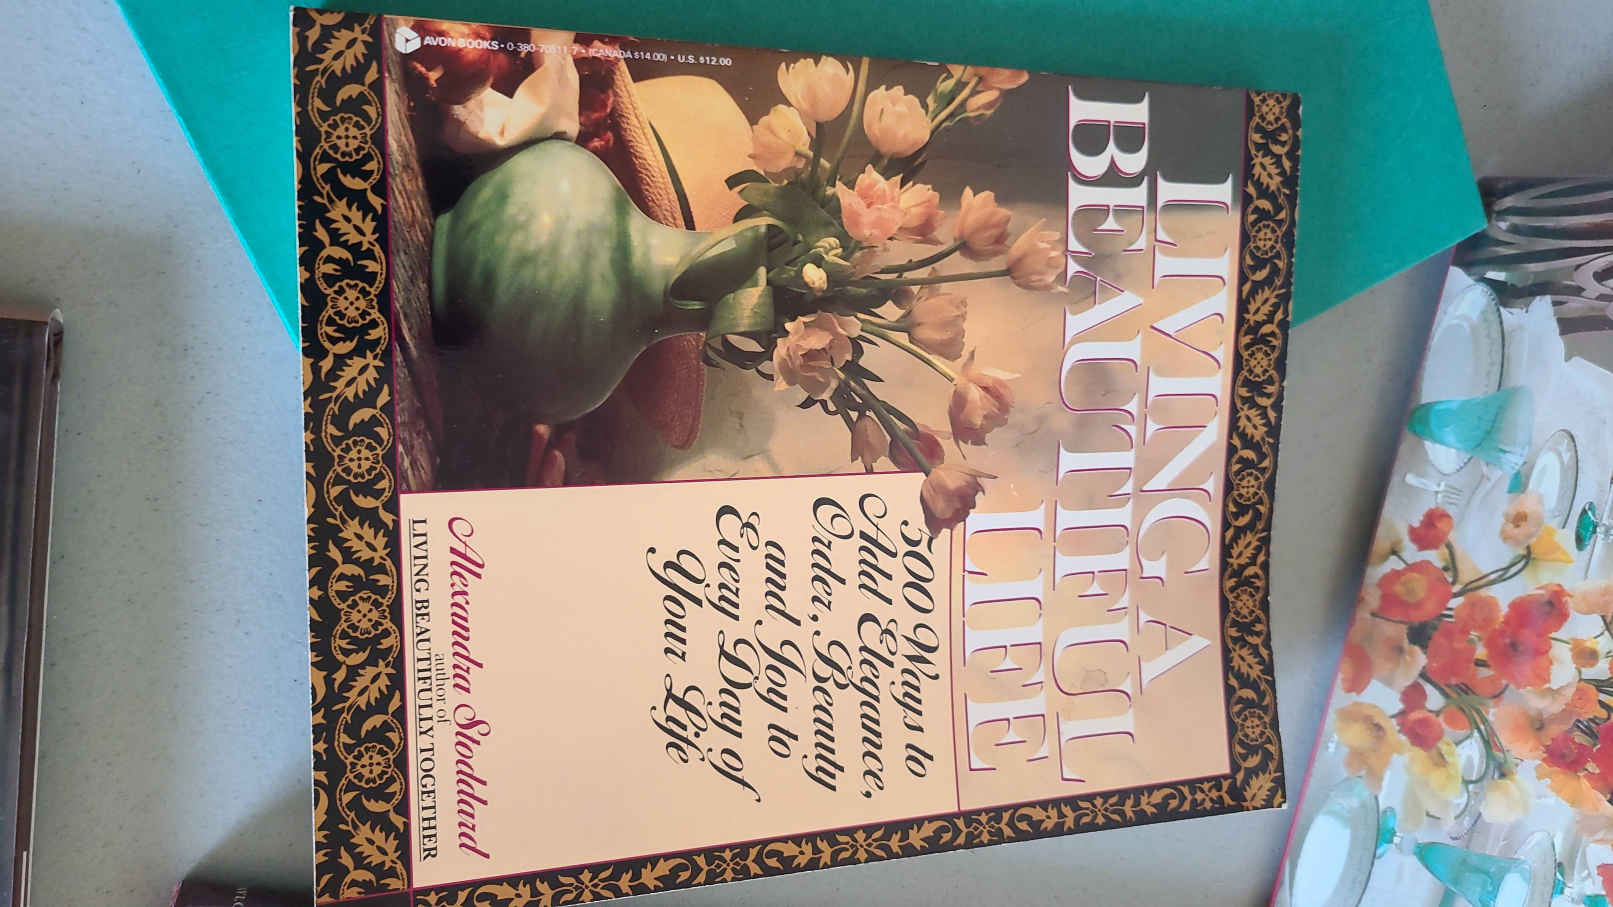 AVON BOOKS • 0-380-70511-7 • (CANADA $14.00) • U.S. $12.00
LIVING A
BEAUTIFUL
LIFE
500 Ways to
Add Elegance,
Order, Beauty
and Joy to
Every Day of
Your Life
Alexandra Stoddard
author of
LIVING BEAUTIFULLY TOGETHER